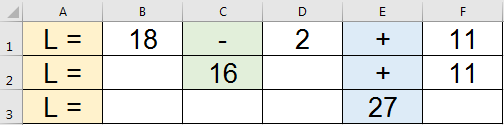 A B C D E F
1 L = 18 - 2 + 11
2 L = 16 + 11
3 L = 27